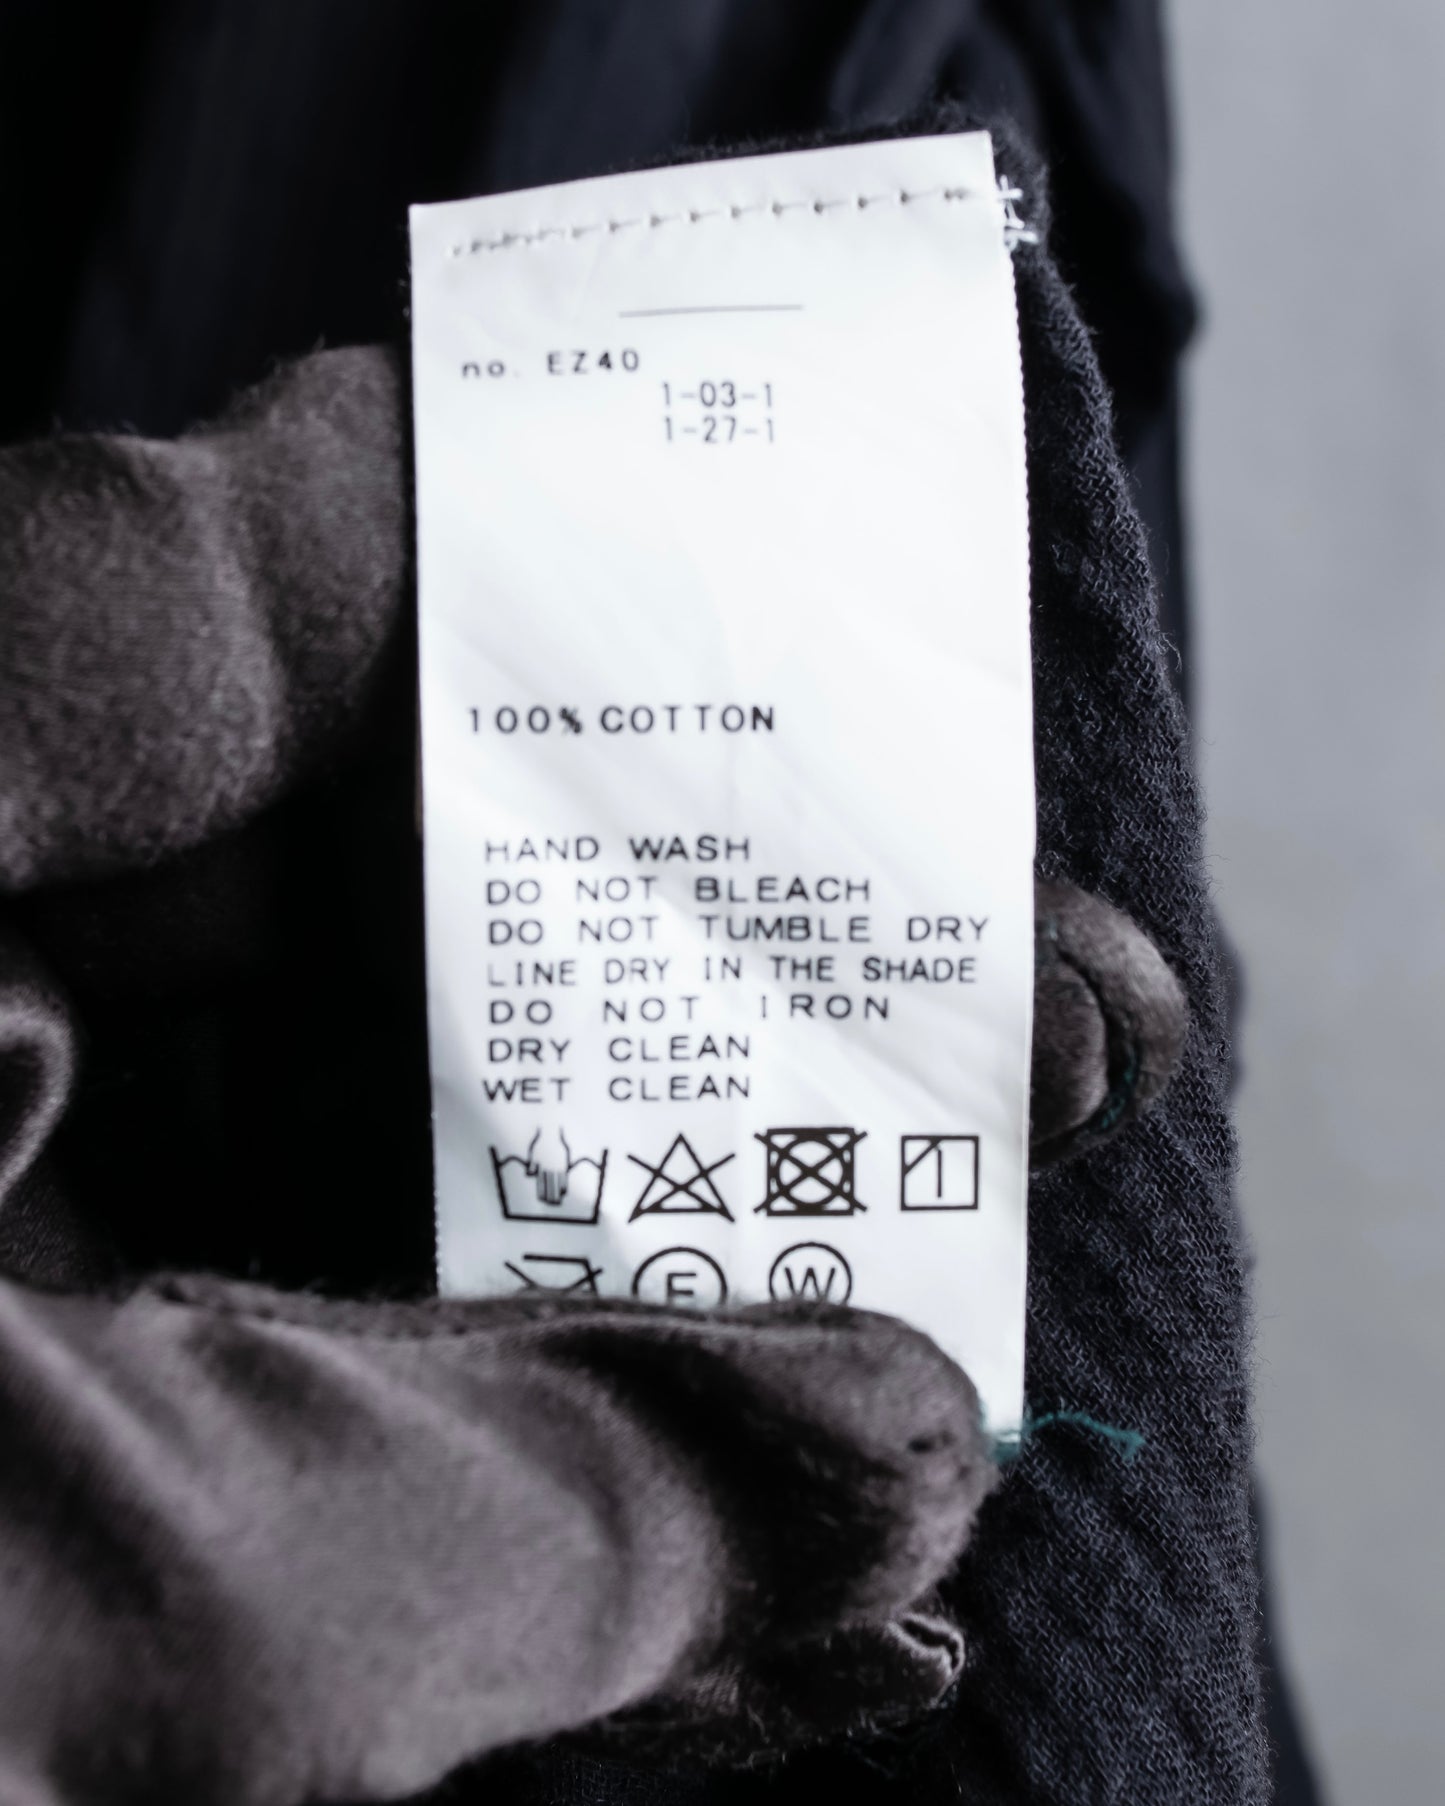 no. EZ40
1-03-1
1-27-1
100% COTTON
HAND WASH
DO NOT BLEACH
DO NOT TUMBLE DRY
LINE DRY IN THE SHADE
DO NOT IRON
DRY CLEAN
WET CLEAN
F W